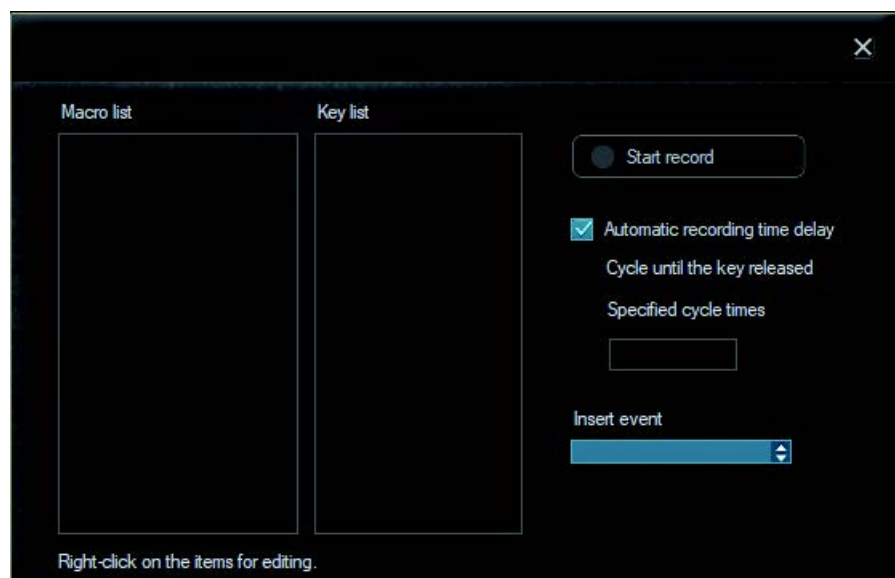 Macro list
Key list
Start record
Automatic recording time delay
Cycle until the key released
Specified cycle times
Insert event
Right-click on the items for editing.